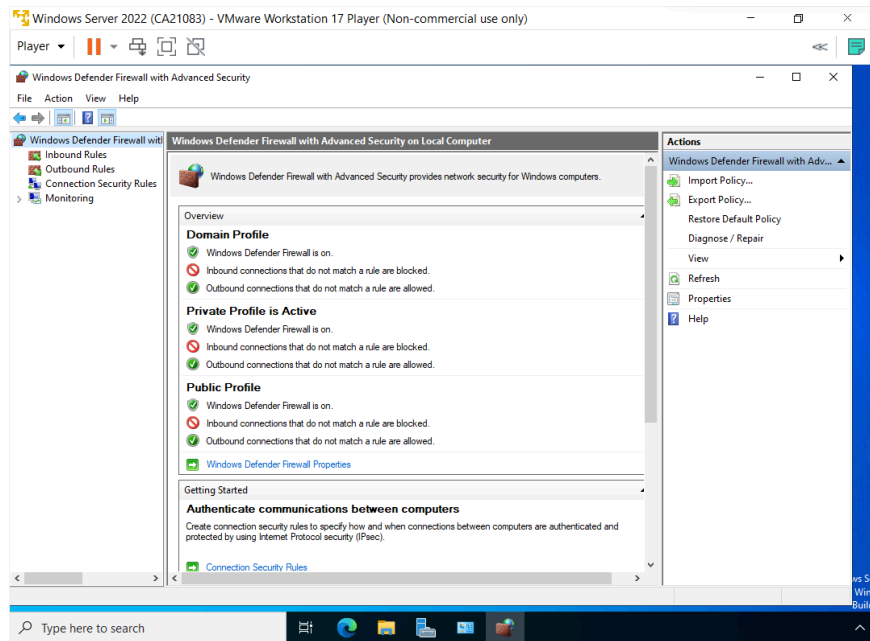 Windows Server 2022 (CA21083) - VMware Workstation 17 Player (Non-commercial use only)
Player
Windows Defender Firewall with Advanced Security
File Action View Help
Windows Defender Firewall wit
Inbound Rules
Outbound Rules
Connection Security Rules
Monitoring
Windows Defender Firewall with Advanced Security on Local Computer
Windows Defender Firewall with Advanced Security provides network security for Windows computers.
Overview
Domain Profile
Windows Defender Firewall is on.
Inbound connections that do not match a rule are blocked.
Outbound connections that do not match a rule are allowed.
Private Profile is Active
Windows Defender Firewall is on.
Inbound connections that do not match a rule are blocked.
Outbound connections that do not match a rule are allowed.
Public Profile
Windows Defender Firewall is on.
Inbound connections that do not match a rule are blocked.
Outbound connections that do not match a rule are allowed.
Windows Defender Firewall Properties
Getting Started
Authenticate communications between computers
Create connection security rules to specify how and when connections between computers are authenticated and
protected by using Internet Protocol security (IPsec).
Connection Security Rules
Actions
Windows Defender Firewall with Adv...
Import Policy...
Export Policy...
Restore Default Policy
Diagnose / Repair
View
Refresh
Properties
Help
ws S
Win
Build
Type here to search